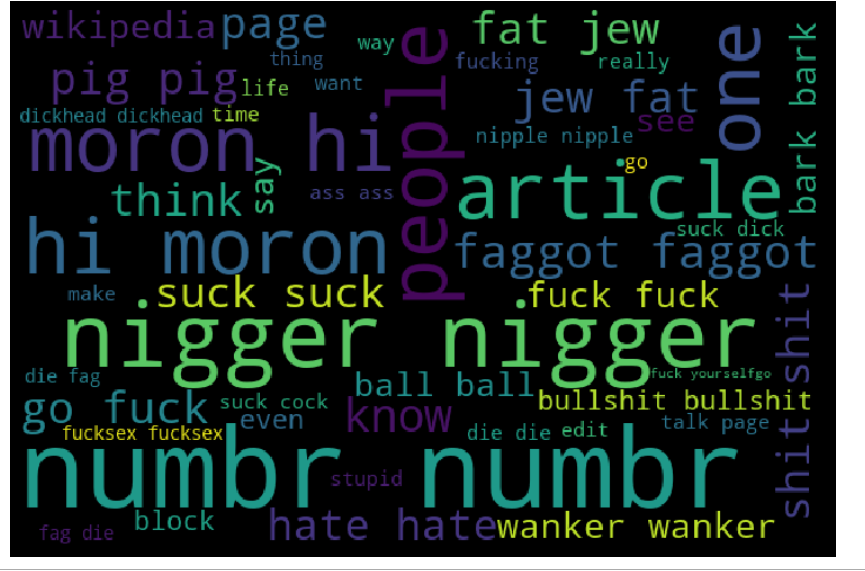 wikipedia page
way
people
fat jew
one
bark bark
thing
fucking
really
pig pig
life
want
jew fat
dickhead dickhead
time
see
moron hi
nipple nipple
think
say
ass ass
go
article
suck dick
hi moron
faggot faggot
make
suck suck
fuck fuck
shit shit
nigger nigger
die fag
fuck yourselfgo
ball ball
go fuck
suck cock
even
know
bullshit bullshit
talk page
fucksex fucksex
die die
edit
numbr numbr
stupid
fag die
block
hate hate
wanker wanker